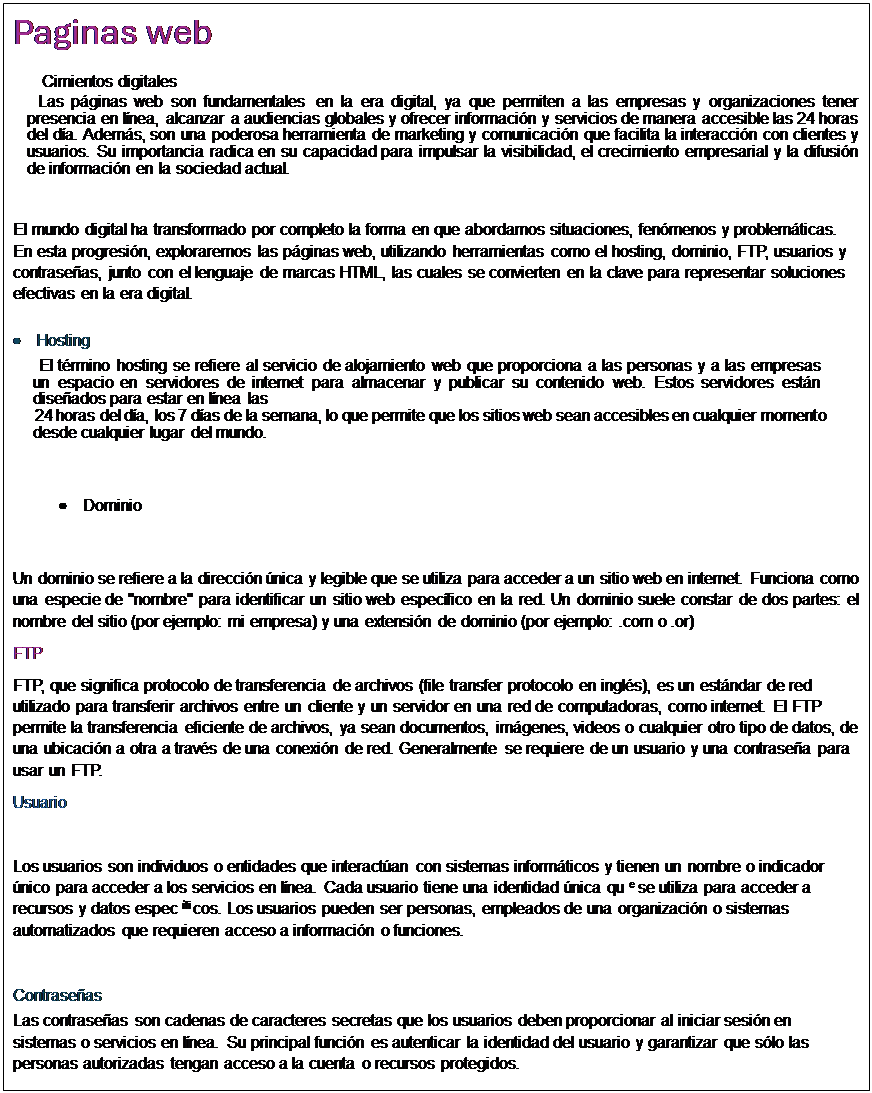 Paginas web
Cimientos digitales
Las páginas web son fundamentales en la era digital, ya que permiten a las empresas y organizaciones tener
presencia en línea, alcanzar a audiencias globales y ofrecer información y servicios de manera accesible las 24 horas
del día. Además, son una poderosa herramienta de marketing y comunicación que facilita la interacción con clientes y
usuarios. Su importancia radica en su capacidad para impulsar la visibilidad, el crecimiento empresarial y la difusión
de información en la sociedad actual.
El mundo digital ha transformado por completo la forma en que abordamos situaciones, fenómenos y problemáticas.
En esta progresión, exploraremos las páginas web, utilizando herramientas como el hosting, dominio, FTP, usuarios y
contraseñas, junto con el lenguaje de marcas HTML, las cuales se convierten en la clave para representar soluciones
efectivas en la era digital.
• Hosting
El término hosting se refiere al servicio de alojamiento web que proporciona a las personas y a las empresas
un espacio en servidores de internet para almacenar y publicar su contenido web. Estos servidores están
diseñados para estar en línea las
24 horas del día, los 7 días de la semana, lo que permite que los sitios web sean accesibles en cualquier momento
desde cualquier lugar del mundo.
• Dominio
Un dominio se refiere a la dirección única y legible que se utiliza para acceder a un sitio web en internet. Funciona como
una especie de "nombre" para identificar un sitio web específico en la red. Un dominio suele constar de dos partes: el
nombre del sitio (por ejemplo: mi empresa) y una extensión de dominio (por ejemplo: .com o .or)
FTP
FTP, que significa protocolo de transferencia de archivos (file transfer protocolo en inglés), es un estándar de red
utilizado para transferir archivos entre un cliente y un servidor en una red de computadoras, como internet. El FTP
permite la transferencia eficiente de archivos, ya sean documentos, imágenes, videos o cualquier otro tipo de datos, de
una ubicación a otra a través de una conexión de red. Generalmente se requiere de un usuario y una contraseña para
usar un FTP.
Usuario
Los usuarios son individuos o entidades que interactúan con sistemas informáticos y tienen un nombre o indicador
único para acceder a los servicios en línea. Cada usuario tiene una identidad única qu e se utiliza para acceder a
recursos y datos espec cos. Los usuarios pueden ser personas, empleados de una organización o sistemas
automatizados que requieren acceso a información o funciones.
Contraseñas
Las contraseñas son cadenas de caracteres secretas que los usuarios deben proporcionar al iniciar sesión en
sistemas o servicios en línea. Su principal función es autenticar la identidad del usuario y garantizar que sólo las
personas autorizadas tengan acceso a la cuenta o recursos protegidos.